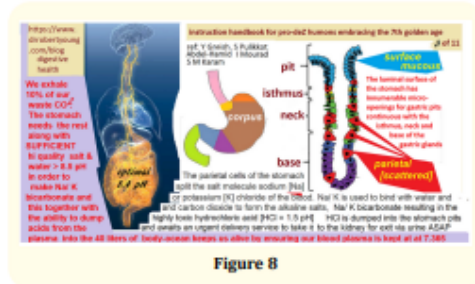 https://www.
drrobertyoung
.com/blog
digestive
health
instruction handbook for pro-deZ humans embracing the 7th golden age
of 11
ref: Y Gnieh, S Pulikkot
Abdel-Hamid I Mourad
S M Karam
We exhale
10% of our
waste CO²
The stomach
needs the rest
along with
SUFFICIENT
hi quality salt &
water > 8.6 pH
in order to
make Na/ K
bicarbonate and
this together with
the ability to dump
acids from the
plasma into the 40 liters of body-ocean keeps us alive by ensuring our blood plasma is kept at at 7.365
optimal
8,4 pH
corpus
pit
isthmus
neck
base
surface
mucous
The luminal surface of
the stomach has
innumerable micro-
openings for gastric pits
continuous with the
isthmus, neck and
base of the
gastric glands
parietal
[scattered]
The parietal cells of the stomach
split the salt molecule sodium [Na]
or potassium [K] chloride of the blood. Na/ K is used to bind with water and
and carbon dioxide to form the alkaline salts, Na/ K bicarbonate resulting in the
highly toxic hydrochloric acid [HCl = 1.5 pH] HCl is dumped into the stomach pits
and awaits an urgent delivery service to take it to the kidney for exit via urine ASAP
Figure 8